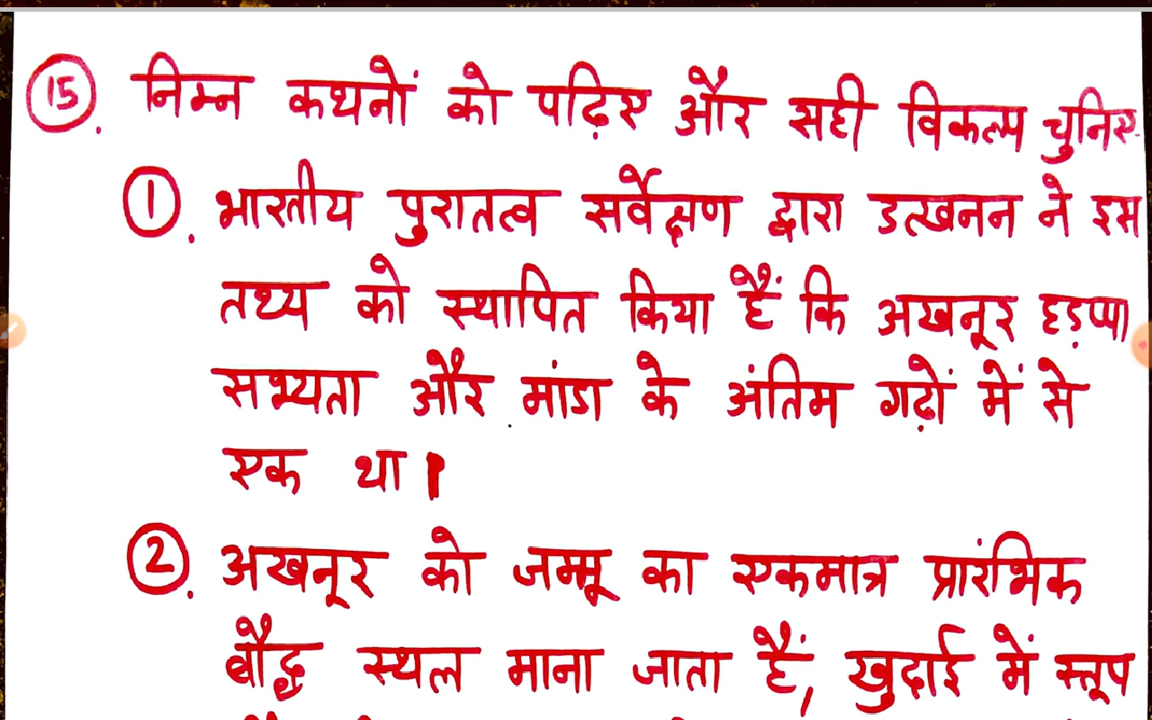 15. निम्न कथनों को पढ़िए और सही विकल्प चुनिए.
1. भारतीय पुरातत्व सर्वेक्षण द्वारा उत्खनन ने इस
तथ्य को स्थापित किया हैं कि अखनूर हड़प्पा
सभ्यता और मांडा के अंतिम गढ़ों में से
एक था।
2. अखनूर को जम्मू का एकमात्र प्रारंभिक
बौद्ध स्थल माना जाता हैं, खुदाई में स्तूप